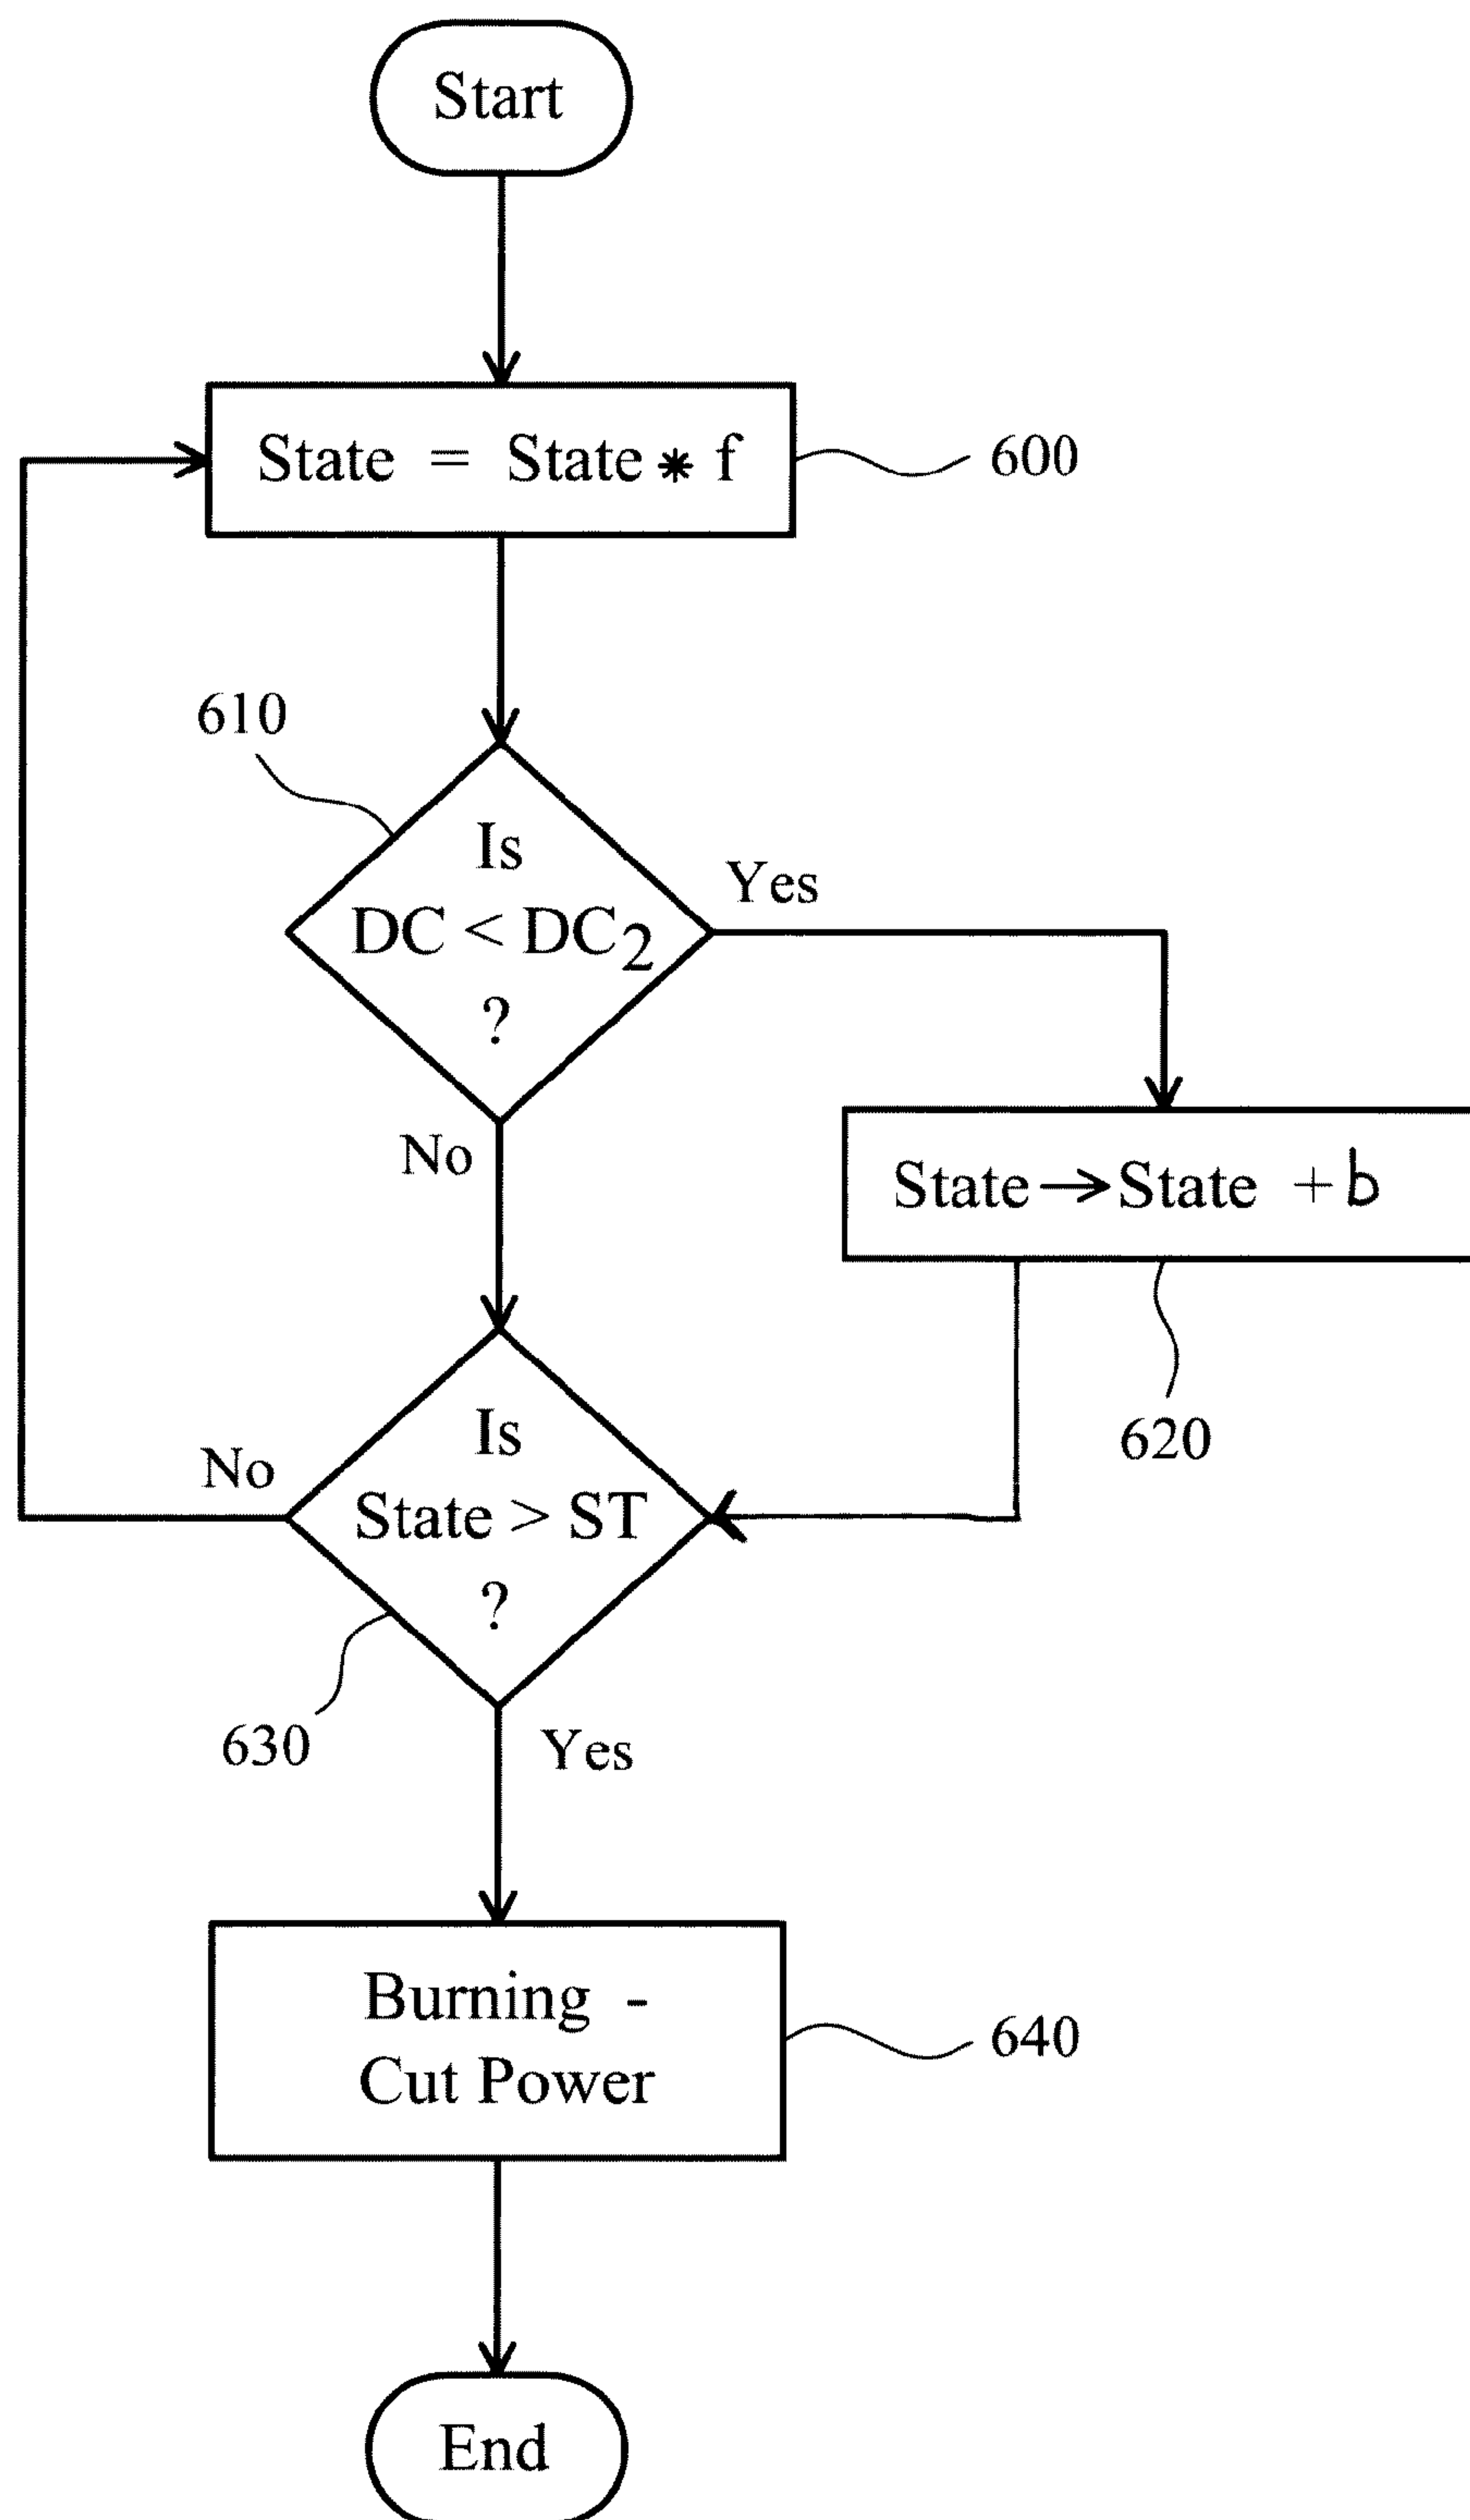 Start
State = State * f
600
610
Is
DC < DC₂
?
Yes
No
State → State + b
620
Is
State > ST
?
No
630
Yes
Burning -
Cut Power
640
End